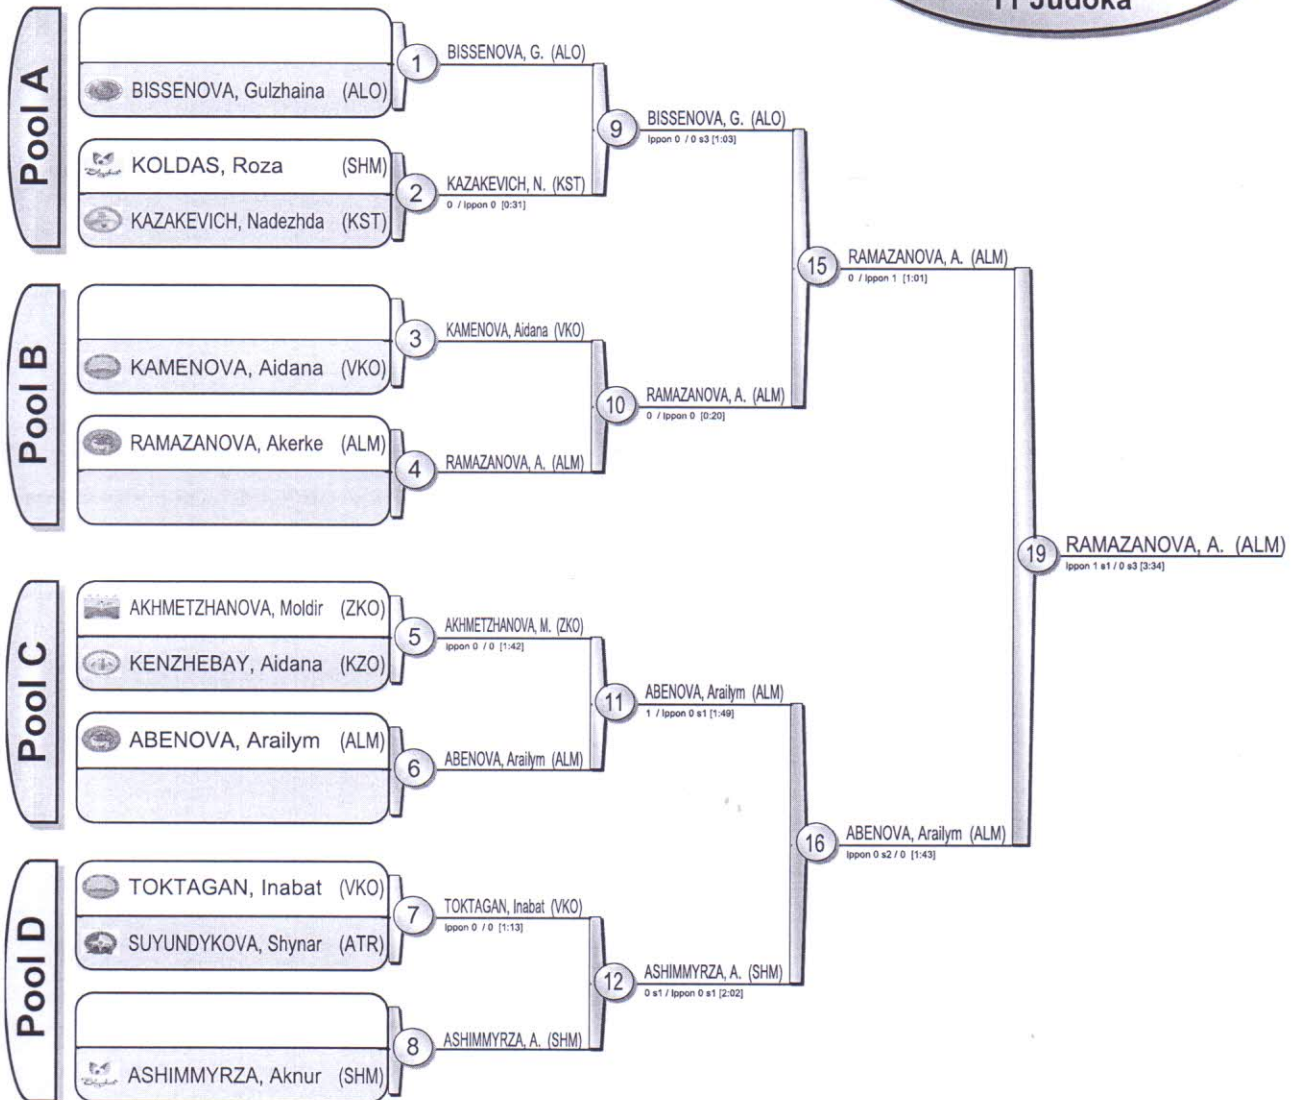 11 Judoka
Pool A
BISSENOVA, Gulzhaina (ALO)
KOLDAS, Roza (SHM)
KAZAKEVICH, Nadezhda (KST)
1
BISSENOVA, G. (ALO)
2
KAZAKEVICH, N. (KST)
0 / Ippon 0 [0:31]
9
BISSENOVA, G. (ALO)
Ippon 0 / 0 s3 [1:03]
Pool B
KAMENOVA, Aidana (VKO)
RAMAZANOVA, Akerke (ALM)
3
KAMENOVA, Aidana (VKO)
4
RAMAZANOVA, A. (ALM)
10
RAMAZANOVA, A. (ALM)
0 / Ippon 0 [0:20]
15
RAMAZANOVA, A. (ALM)
0 / Ippon 1 [1:01]
Pool C
AKHMETZHANOVA, Moldir (ZKO)
KENZHEBAY, Aidana (KZO)
ABENOVA, Arailym (ALM)
5
AKHMETZHANOVA, M. (ZKO)
Ippon 0 / 0 [1:42]
6
ABENOVA, Arailym (ALM)
11
ABENOVA, Arailym (ALM)
1 / Ippon 0 s1 [1:49]
Pool D
TOKTAGAN, Inabat (VKO)
SUYUNDYKOVA, Shynar (ATR)
ASHIMMYRZA, Aknur (SHM)
7
TOKTAGAN, Inabat (VKO)
Ippon 0 / 0 [1:13]
8
ASHIMMYRZA, A. (SHM)
12
ASHIMMYRZA, A. (SHM)
0 s1 / Ippon 0 s1 [2:02]
16
ABENOVA, Arailym (ALM)
Ippon 0 s2 / 0 [1:43]
19
RAMAZANOVA, A. (ALM)
Ippon 1 s1 / 0 s3 [3:34]